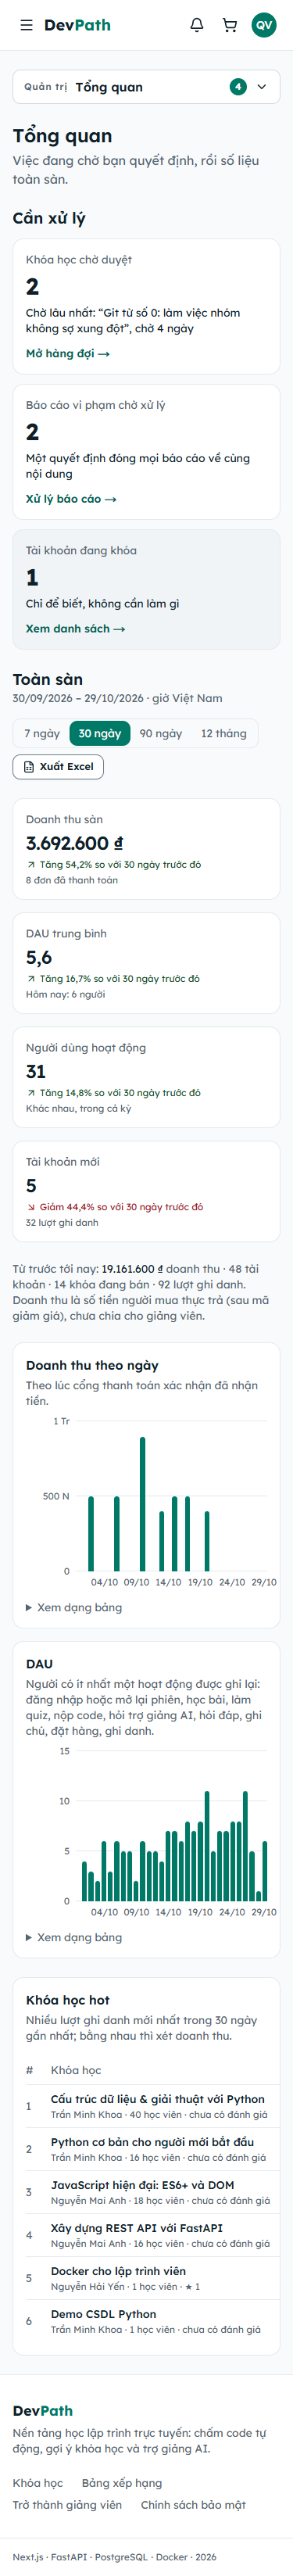 DevPath
QV
Quản trị Tổng quan 4
Tổng quan
Việc đang chờ bạn quyết định, rồi số liệu
toàn sàn.
Cần xử lý
Khóa học chờ duyệt
2
Chờ lâu nhất: “Git từ số 0: làm việc nhóm
không sợ xung đột”, chờ 4 ngày
Mở hàng đợi →
Báo cáo vi phạm chờ xử lý
2
Một quyết định đóng mọi báo cáo về cùng
nội dung
Xử lý báo cáo →
Tài khoản đang khóa
1
Chỉ để biết, không cần làm gì
Xem danh sách →
Toàn sàn
30/09/2026 – 29/10/2026 · giờ Việt Nam
7 ngày 30 ngày 90 ngày 12 tháng
Xuất Excel
Doanh thu sàn
3.692.600 ₫
↗ Tăng 54,2% so với 30 ngày trước đó
8 đơn đã thanh toán
DAU trung bình
5,6
↗ Tăng 16,7% so với 30 ngày trước đó
Hôm nay: 6 người
Người dùng hoạt động
31
↗ Tăng 14,8% so với 30 ngày trước đó
Khác nhau, trong cả kỳ
Tài khoản mới
5
↘ Giảm 44,4% so với 30 ngày trước đó
32 lượt ghi danh
Từ trước tới nay: 19.161.600 ₫ doanh thu · 48 tài
khoản · 14 khóa đang bán · 92 lượt ghi danh.
Doanh thu là số tiền người mua thực trả (sau mã
giảm giá), chưa chia cho giảng viên.
Doanh thu theo ngày
Theo lúc cổng thanh toán xác nhận đã nhận
tiền.
1 Tr
500 N
0
04/10 09/10 14/10 19/10 24/10 29/10
▶ Xem dạng bảng
DAU
Người có ít nhất một hoạt động được ghi lại:
đăng nhập hoặc mở lại phiên, học bài, làm
quiz, nộp code, hỏi trợ giảng AI, hỏi đáp, ghi
chú, đặt hàng, ghi danh.
15
10
5
0
04/10 09/10 14/10 19/10 24/10 29/10
▶ Xem dạng bảng
Khóa học hot
Nhiều lượt ghi danh mới nhất trong 30 ngày
gần nhất; bằng nhau thì xét doanh thu.
# Khóa học
1 Cấu trúc dữ liệu & giải thuật với Python
Trần Minh Khoa · 40 học viên · chưa có đánh giá
2 Python cơ bản cho người mới bắt đầu
Trần Minh Khoa · 16 học viên · chưa có đánh giá
3 JavaScript hiện đại: ES6+ và DOM
Nguyễn Mai Anh · 18 học viên · chưa có đánh giá
4 Xây dựng REST API với FastAPI
Nguyễn Mai Anh · 16 học viên · chưa có đánh giá
5 Docker cho lập trình viên
Nguyễn Hải Yến · 1 học viên · ★ 1
6 Demo CSDL Python
Trần Minh Khoa · 1 học viên · chưa có đánh giá
DevPath
Nền tảng học lập trình trực tuyến: chấm code tự
động, gợi ý khóa học và trợ giảng AI.
Khóa học Bảng xếp hạng
Trở thành giảng viên Chính sách bảo mật
Next.js · FastAPI · PostgreSQL · Docker · 2026